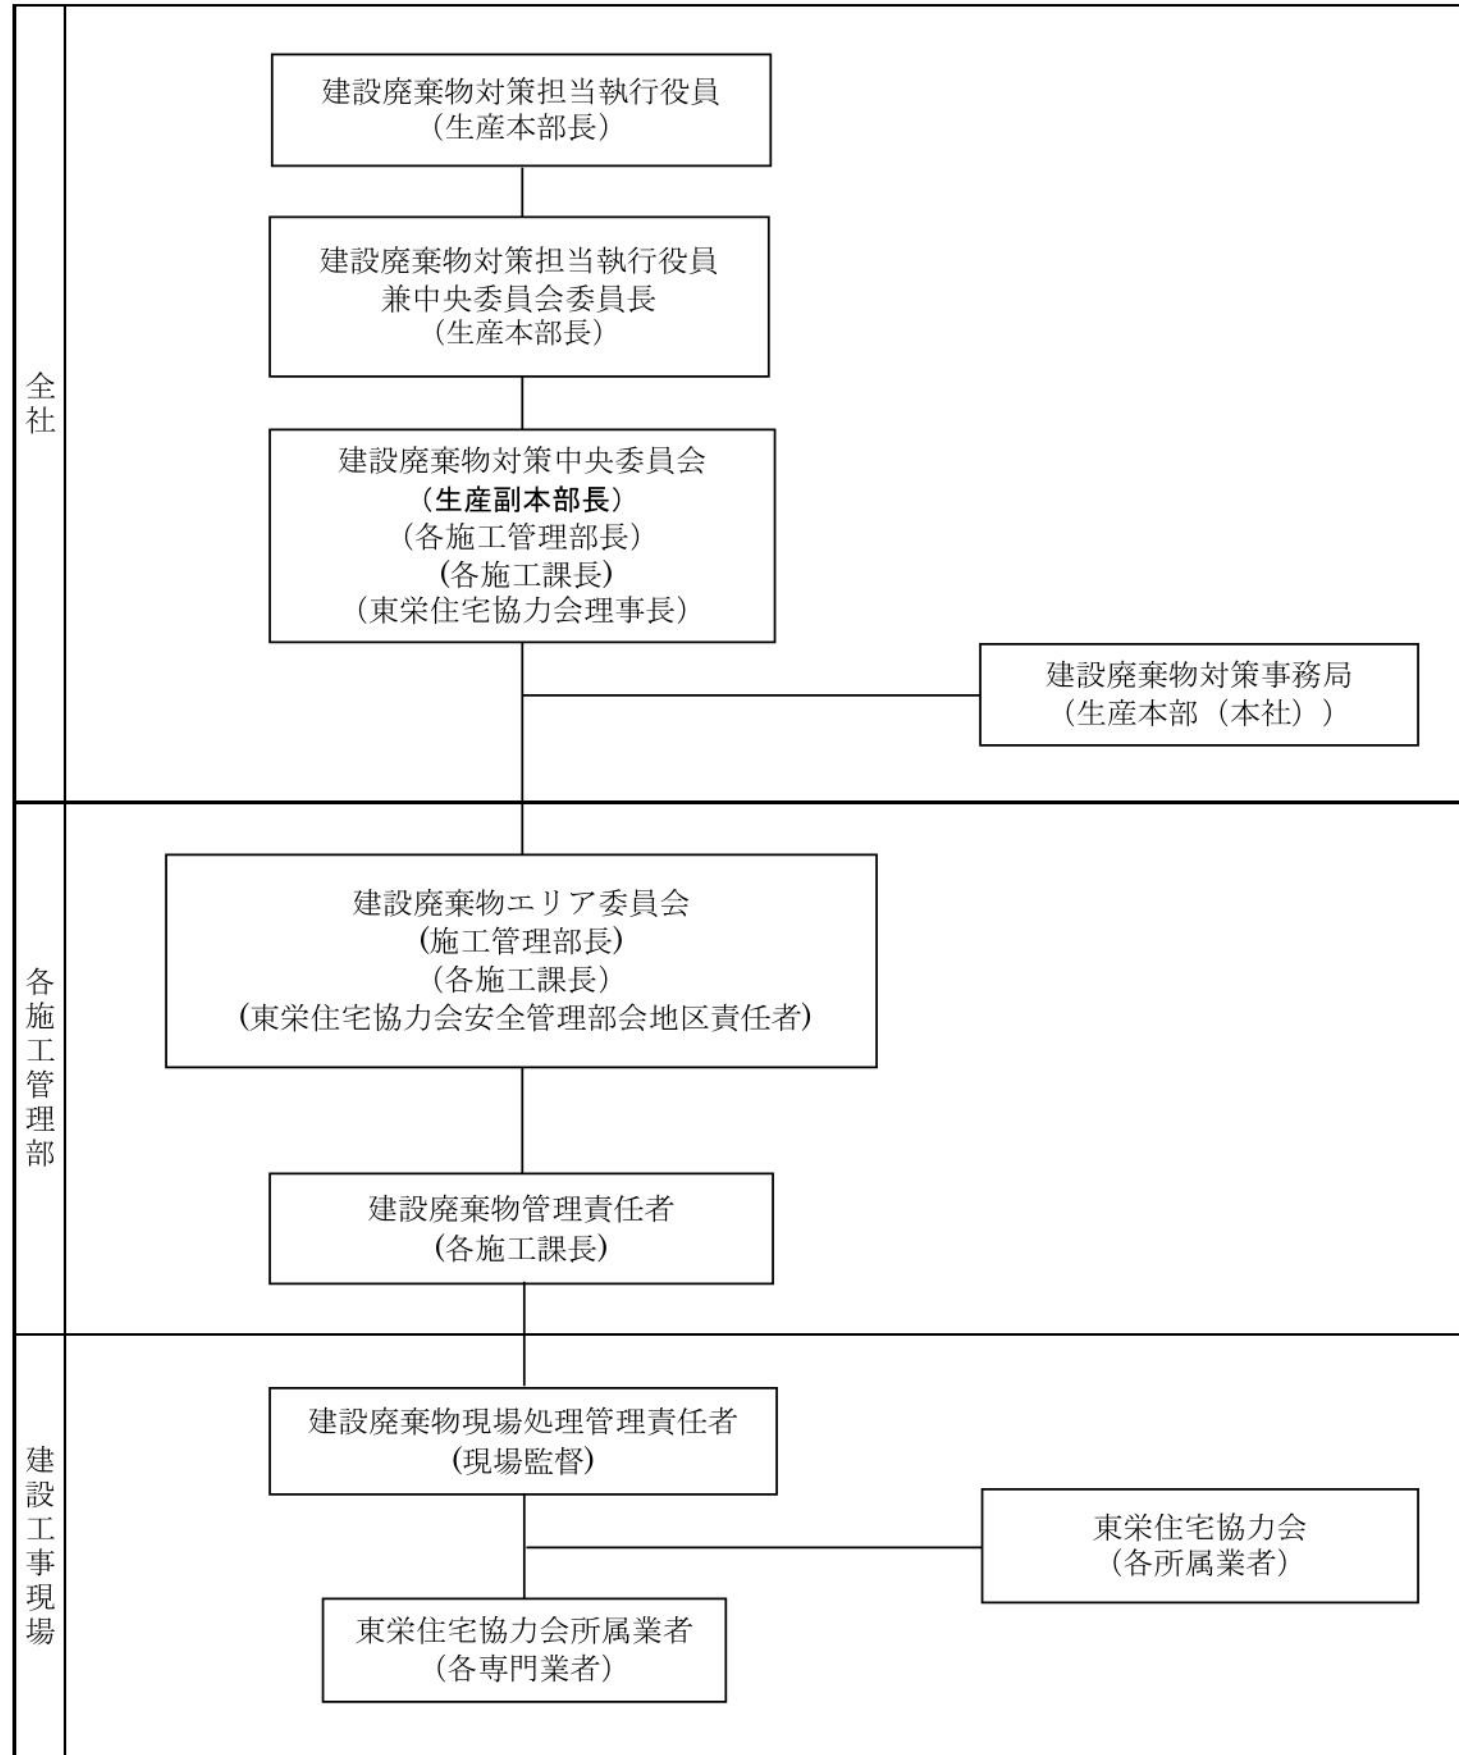 全社
建設廃棄物対策担当執行役員
（生産本部長）
建設廃棄物対策担当執行役員
兼中央委員会委員長
（生産本部長）
建設廃棄物対策中央委員会
（生産副本部長）
（各施工管理部長）
(各施工課長)
（東栄住宅協力会理事長）
建設廃棄物対策事務局
（生産本部（本社））
各施工管理部
建設廃棄物エリア委員会
(施工管理部長)
（各施工課長）
(東栄住宅協力会安全管理部会地区責任者)
建設廃棄物管理責任者
(各施工課長)
建設工事現場
建設廃棄物現場処理管理責任者
(現場監督)
東栄住宅協力会
（各所属業者）
東栄住宅協力会所属業者
（各専門業者）